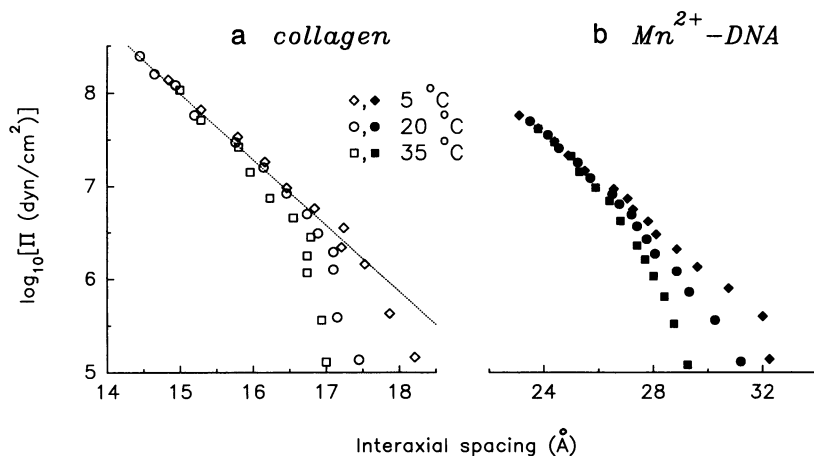 a collagen
b Mn²⁺-DNA
◇,◆ 5 °C
○,● 20 °C
□,■ 35 °C
log₁₀[Π (dyn/cm²)]
8
7
6
5
14 15 16 17 18
24 28 32
Interaxial spacing (Å)